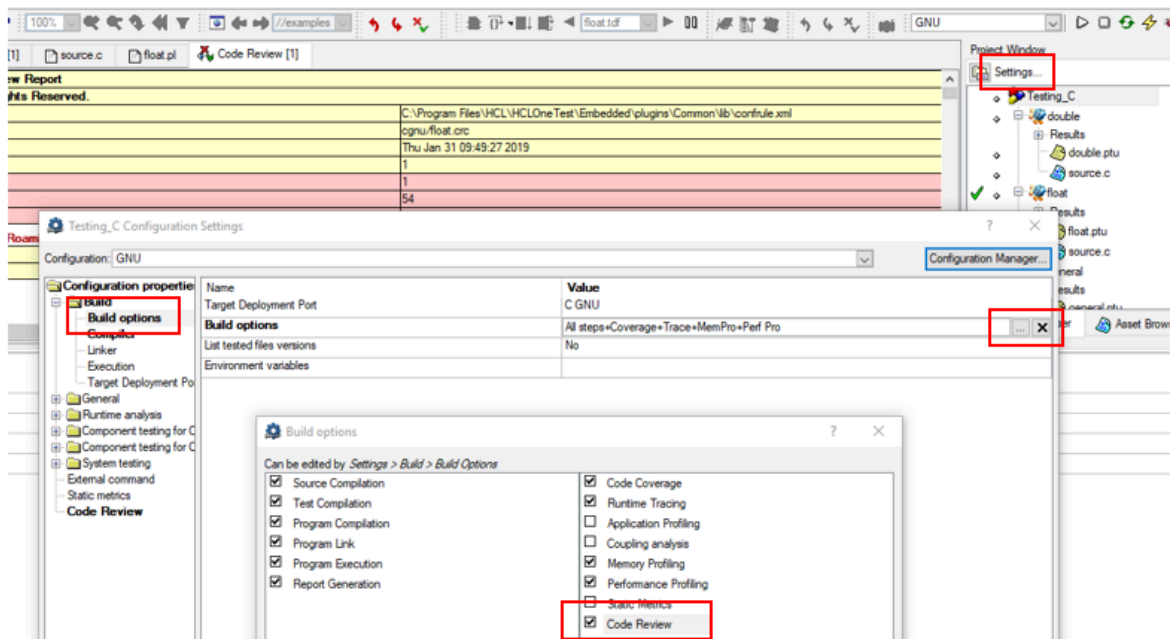 100% //examples float.tdf GNU
[1] source.c float.pl Code Review [1]
Project Window
ew Report
Settings...
ghts Reserved.
Testing_C
C:\Program Files\HCL\HCLOneTest\Embedded\plugins\Common\lib\confrule.xml
double
cgnu/float.crc
Results
Thu Jan 31 09:49:27 2019
double.ptu
1
source.c
1
float
54
Results
Testing_C Configuration Settings
? ×
float.ptu
Roam
source.c
Configuration: GNU
Configuration Manager...
neral
esults
general.ptu
er Asset Brows
Configuration propertie
Name Value
Build
Target Deployment Port C GNU
Build options
Build options All steps+Coverage+Trace+MemPro+Perf Pro ... ×
Compiler
List tested files versions No
Linker
Environment variables
Execution
Target Deployment Po
General
Runtime analysis
Component testing for C
Component testing for C
System testing
External command
Static metrics
Code Review
Build options
? ×
Can be edited by Settings > Build > Build Options
Source Compilation
Code Coverage
Test Compilation
Runtime Tracing
Program Compilation
Application Profiling
Program Link
Coupling analysis
Program Execution
Memory Profiling
Report Generation
Performance Profiling
Static Metrics
Code Review